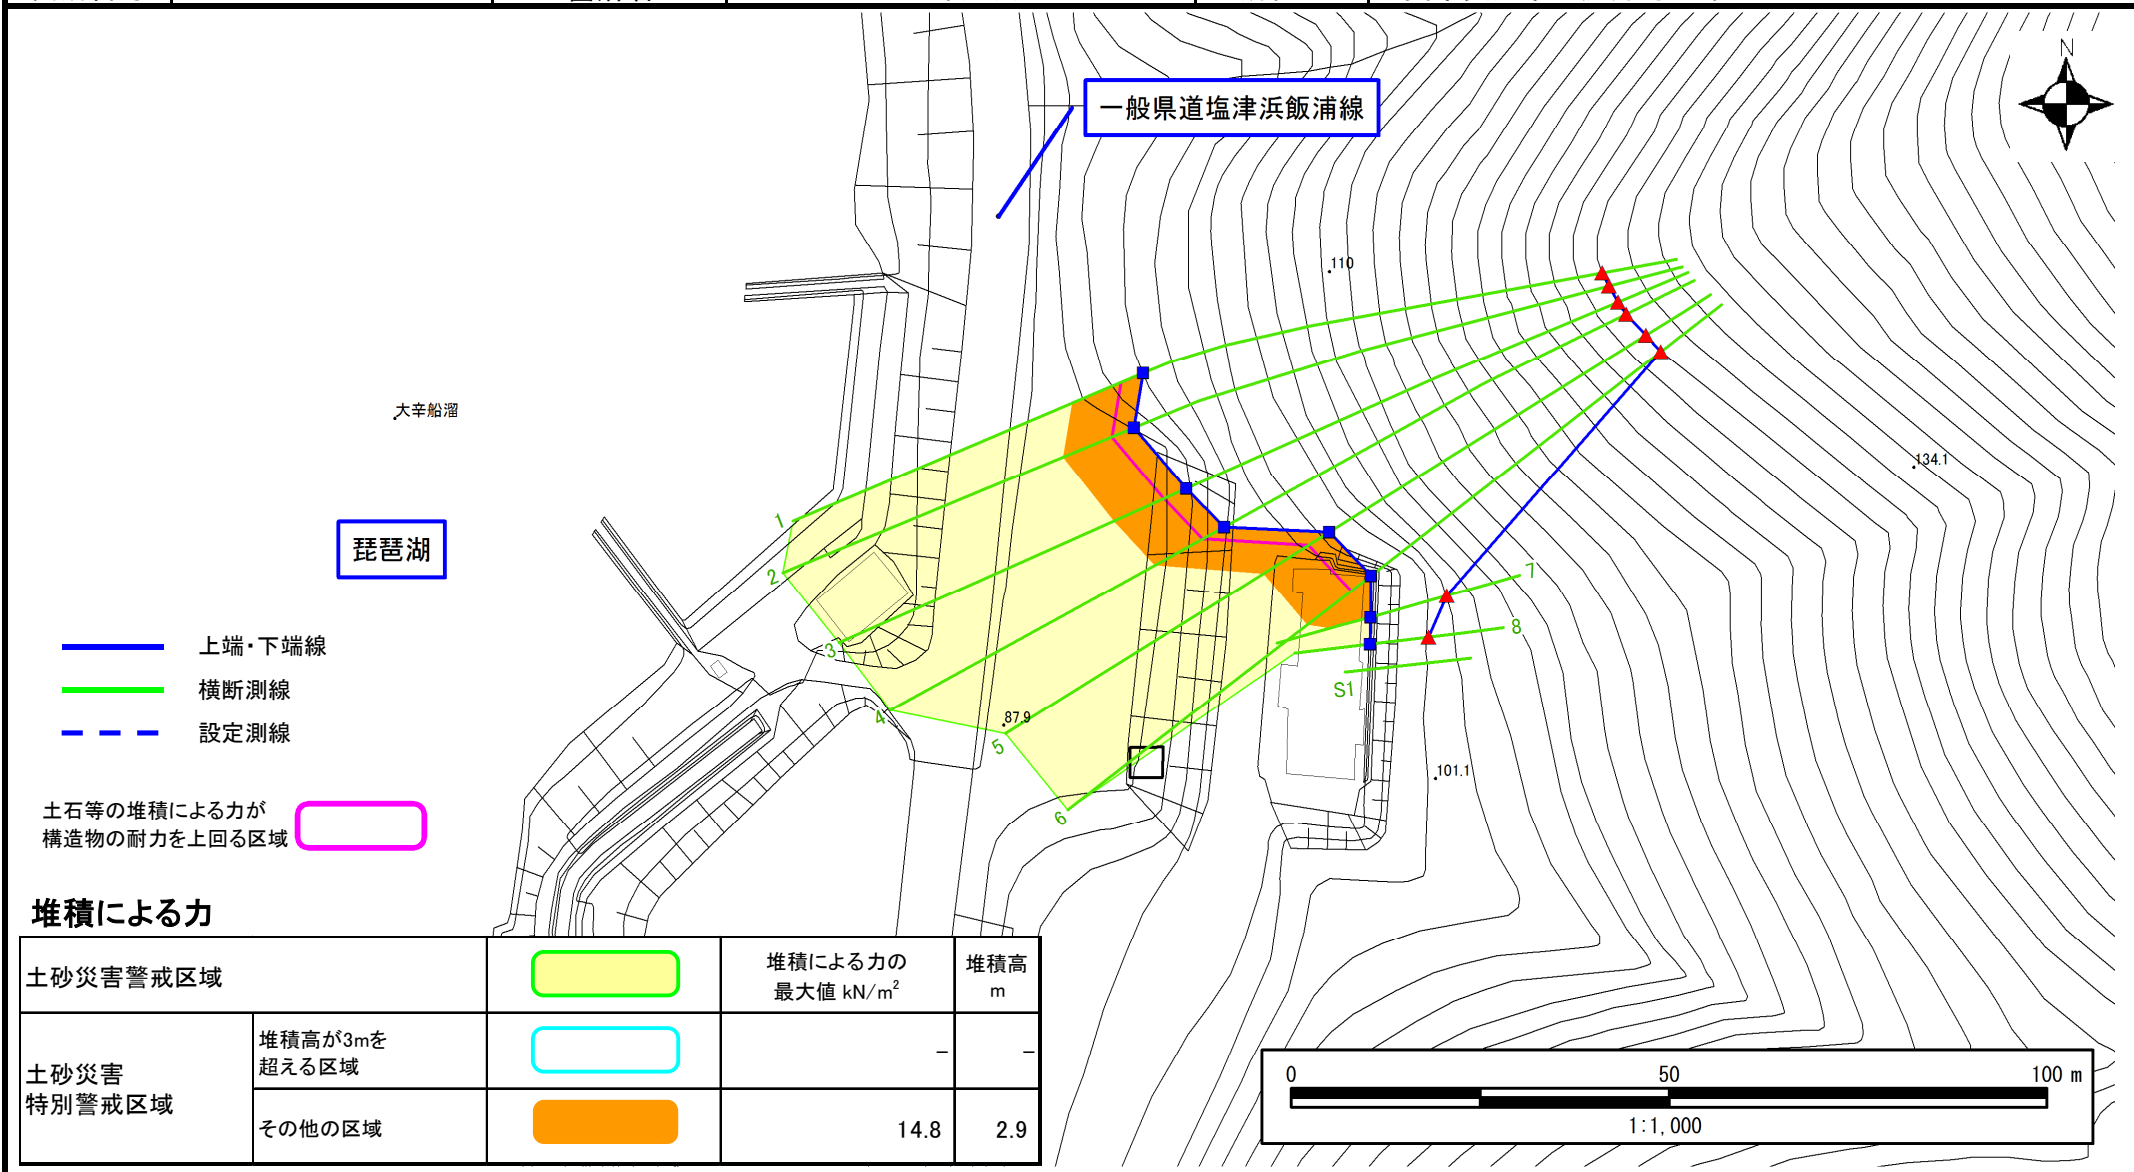 一般県道塩津浜飯浦線
N
110
大辛船溜
134.1
琵琶湖
1
2
3
4
5
6
7
8
S1
87.9
101.1
上端・下端線
横断測線
設定測線
土石等の堆積による力が
構造物の耐力を上回る区域
堆積による力
土砂災害警戒区域
堆積による力の
最大値 kN/m²
堆積高
m
土砂災害
特別警戒区域
堆積高が3mを
超える区域
－
－
その他の区域
14.8
2.9
0 50 100 m
1:1,000